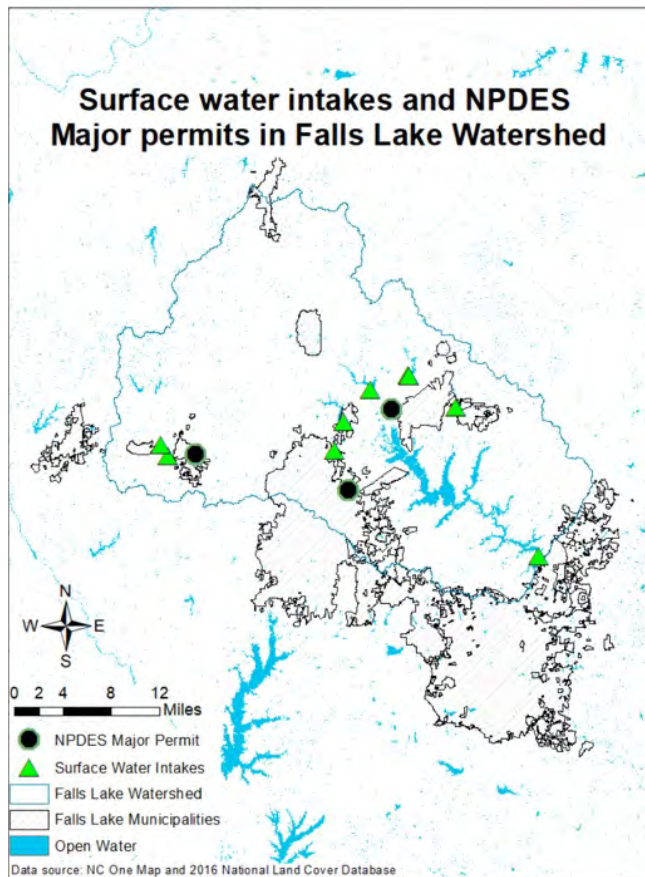 Surface water intakes and NPDES
Major permits in Falls Lake Watershed
N
W E
S
0 2 4 8 12
Miles
NPDES Major Permit
Surface Water Intakes
Falls Lake Watershed
Falls Lake Municipalities
Open Water
Data source: NC One Map and 2016 National Land Cover Database